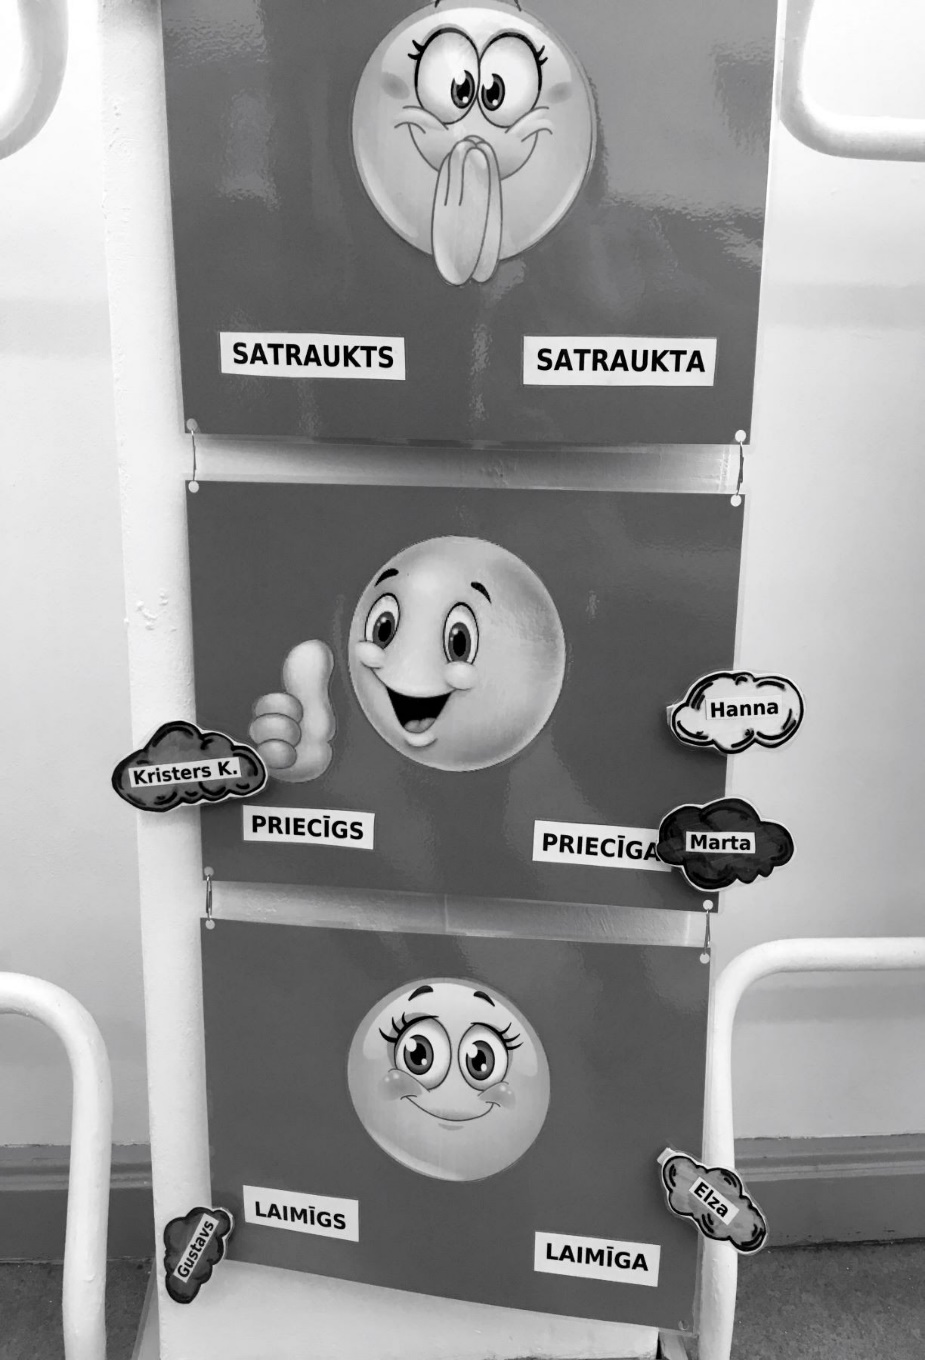 SATRAUKTS
SATRAUKTA
Hanna
Kristers K.
PRIECĪGS
PRIECĪGA
Marta
LAIMĪGS
Elza
Gustavs
LAIMĪGA